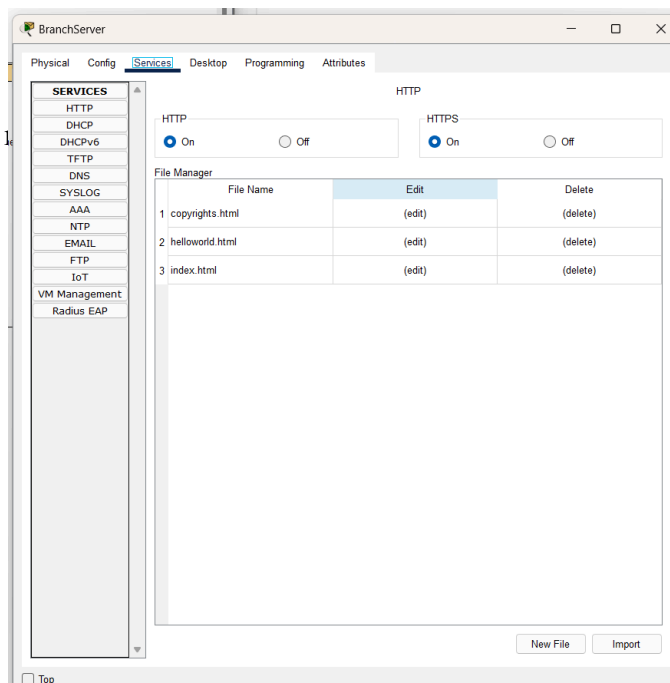 BranchServer
Physical Config Services Desktop Programming Attributes
SERVICES
HTTP
DHCP
DHCPv6
TFTP
DNS
SYSLOG
AAA
NTP
EMAIL
FTP
IoT
VM Management
Radius EAP
HTTP
HTTP
On Off
HTTPS
On Off
File Manager
File Name Edit Delete
1 copyrights.html (edit) (delete)
2 helloworld.html (edit) (delete)
3 index.html (edit) (delete)
New File Import
Top